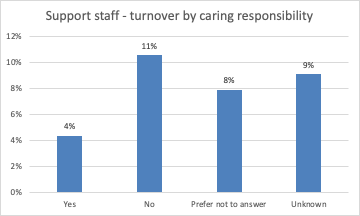 Support staff - turnover by caring responsibility
12%
10%
8%
6%
4%
2%
0%
4%
11%
8%
9%
Yes
No
Prefer not to answer
Unknown